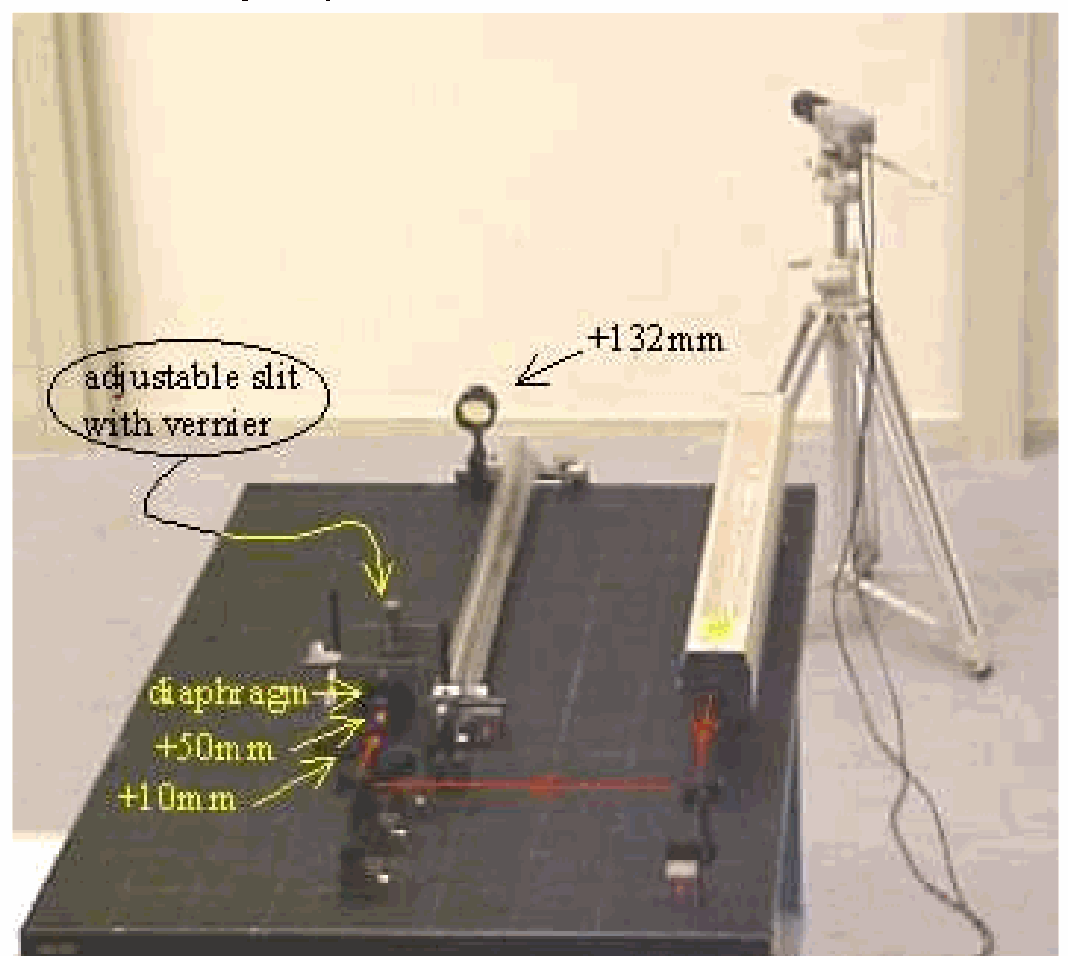 +132mm
adjustable slit
with vernier
diaphragm
+50mm
+10mm